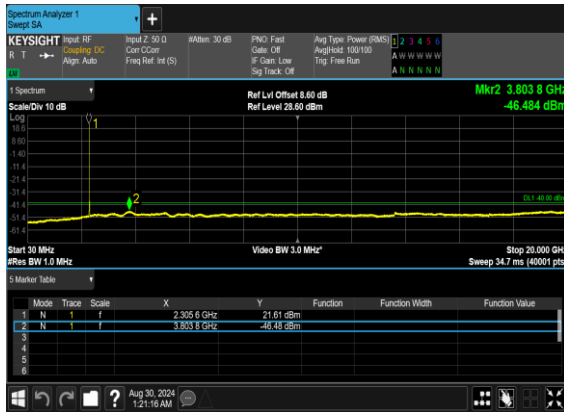 Spectrum Analyzer 1
Swept SA
+
KEYSIGHT Input: RF Input Z: 50 Ω #Atten: 30 dB PNO: Fast Avg Type: Power (RMS) 1 2 3 4 5 6
R T Coupling: DC Corr CCorr Gate: Off Avg|Hold: 100/100 A W W W W W
Align: Auto Freq Ref: Int (S) IF Gain: Low Trig: Free Run
Sig Track: Off A N N N N N
LXI
1 Spectrum Ref Lvl Offset 8.60 dB Mkr2 3.803 8 GHz
Scale/Div 10 dB Ref Level 28.60 dBm -46.484 dBm
Log
18.6
8.60
-1.40
-11.4
-21.4
-31.4
-41.4
-51.4
-61.4
1
2
DL1 -40.00 dBm
Start 30 MHz Video BW 3.0 MHz* Stop 20.000 GHz
#Res BW 1.0 MHz Sweep 34.7 ms (40001 pts)
5 Marker Table
Mode Trace Scale X Y Function Function Width Function Value
1 N 1 f 2.305 6 GHz 21.61 dBm
2 N 1 f 3.803 8 GHz -46.48 dBm
3
4
5
6
? Aug 30, 2024
1:21:16 AM